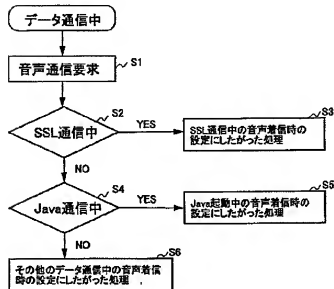 データ通信中
音声通信要求
S1
S2
SSL通信中
YES
S3
SSL通信中の音声着信時の
設定にしたがった処理
NO
S4
Java通信中
YES
S5
Java起動中の音声着信時の
設定にしたがった処理
NO
S6
その他のデータ通信中の音声着信
時の設定にしたがった処理